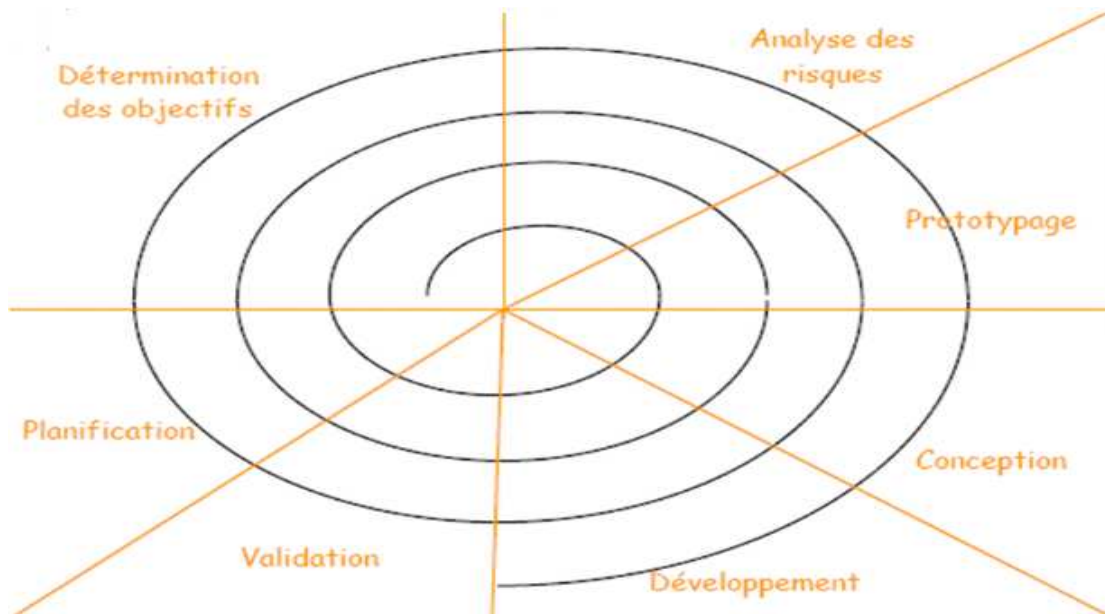 Détermination
des objectifs
Analyse des
risques
Prototypage
Conception
Développement
Validation
Planification